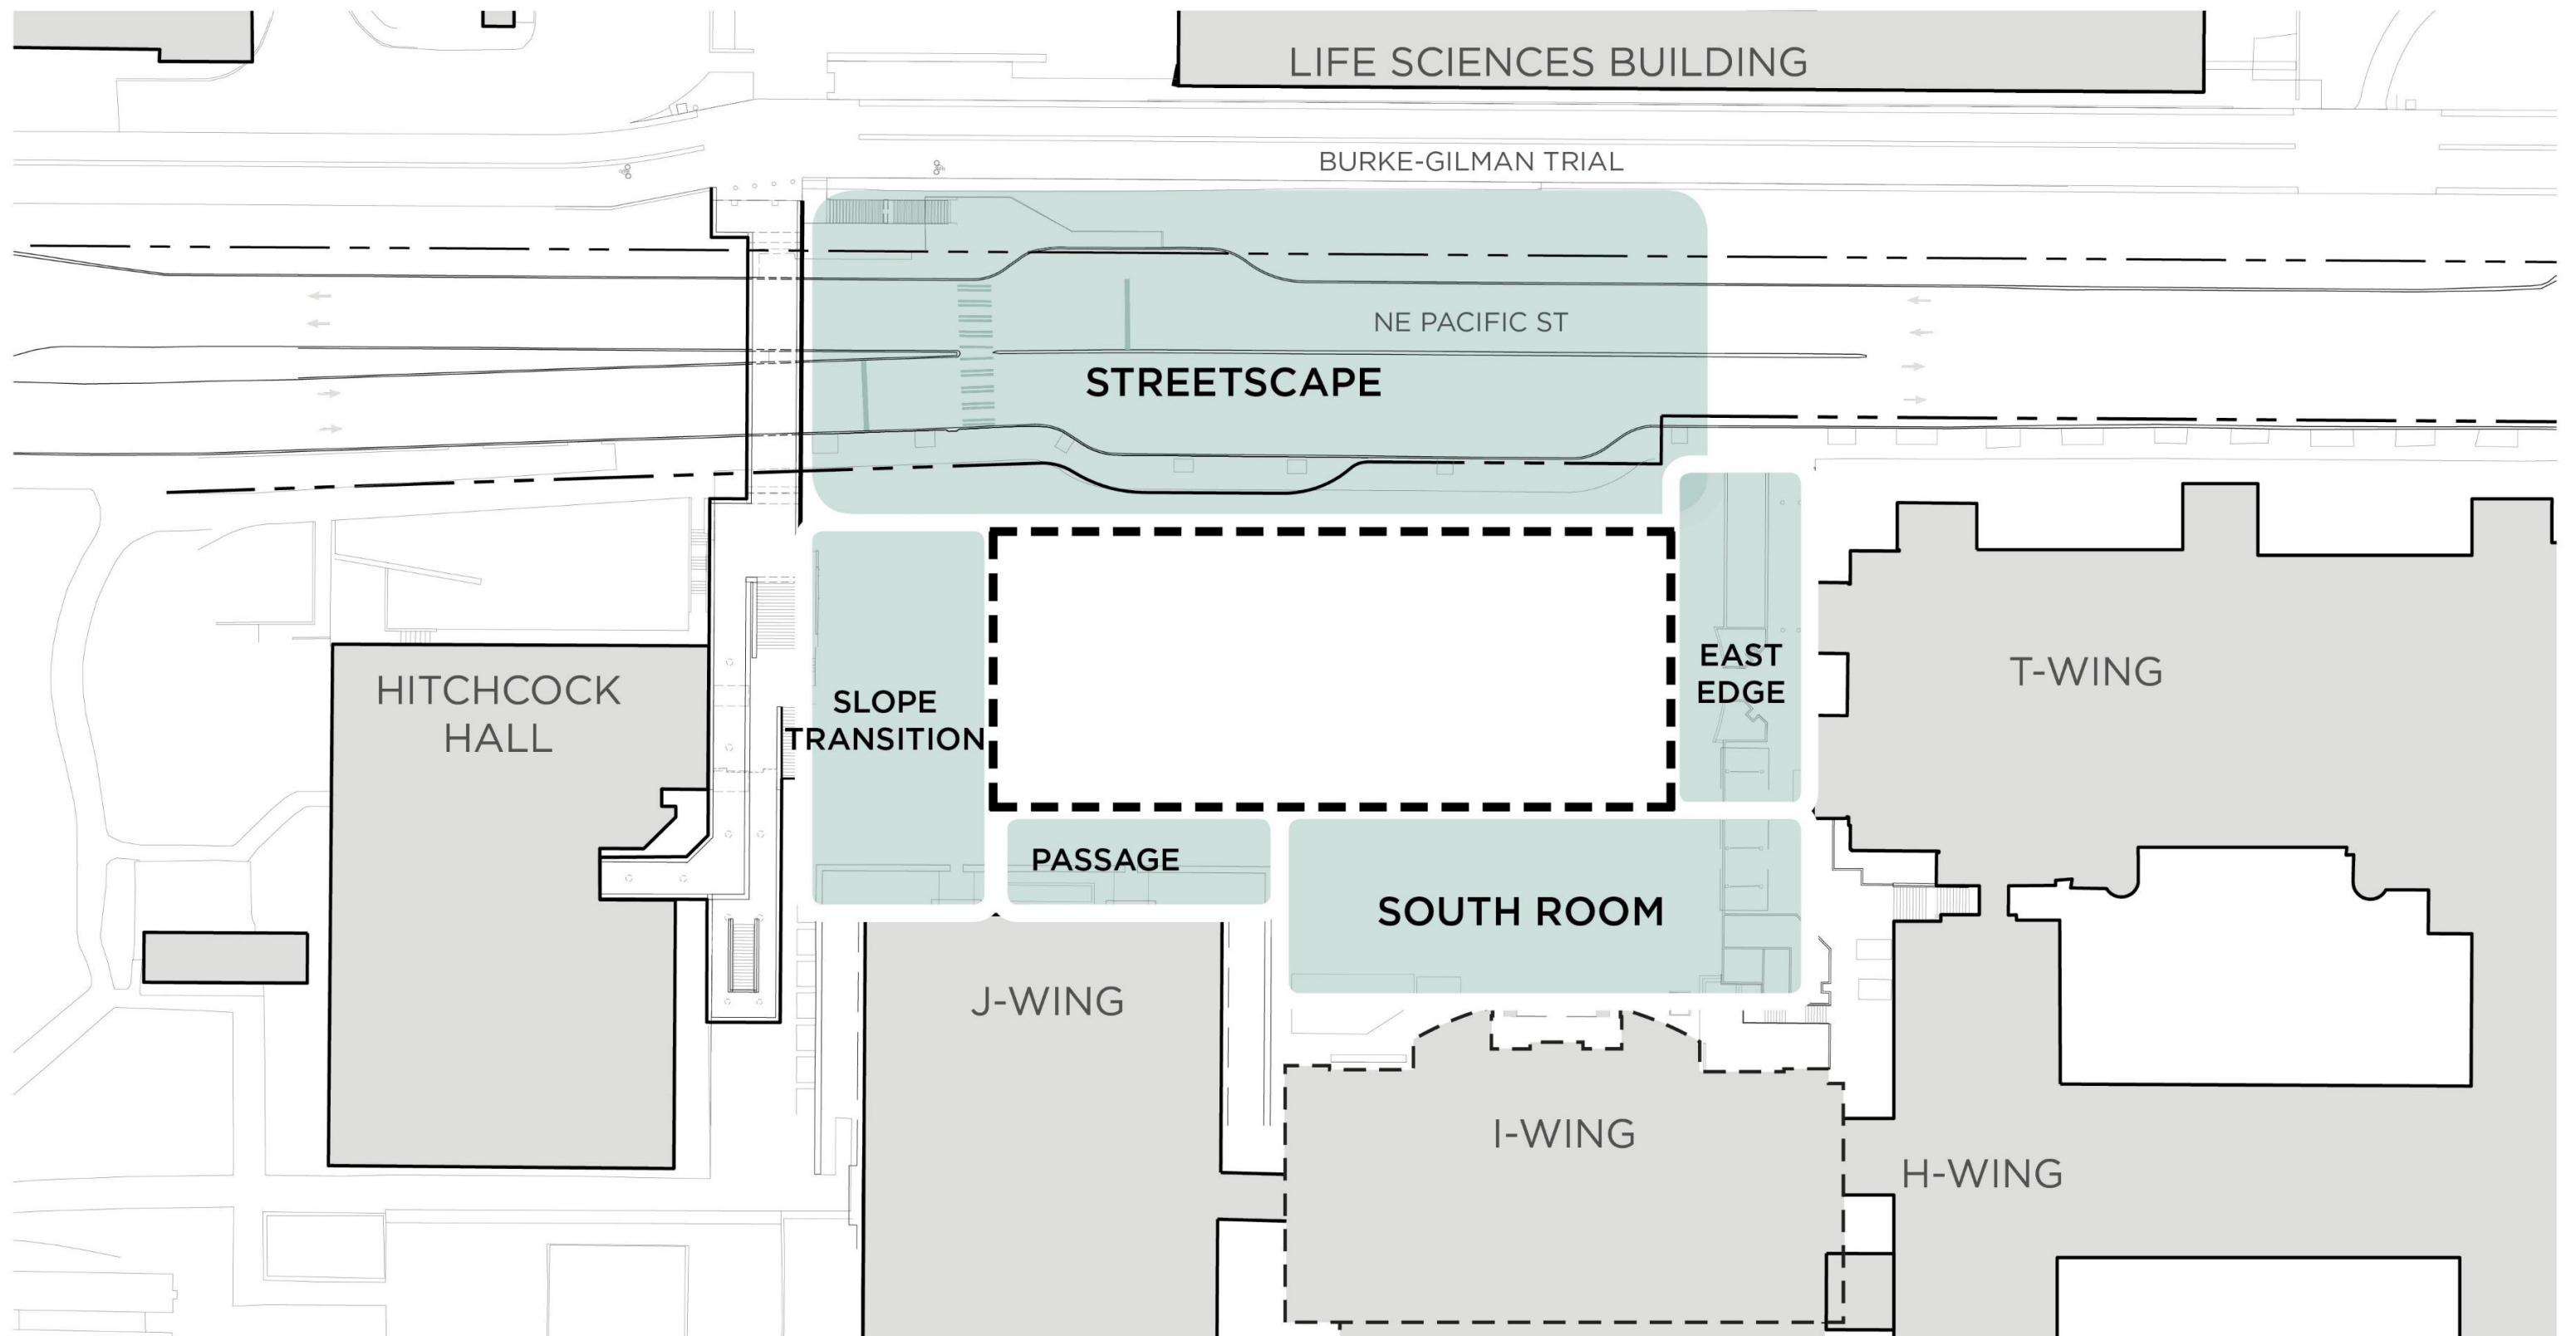 LIFE SCIENCES BUILDING
BURKE-GILMAN TRIAL
NE PACIFIC ST
STREETSCAPE
EAST
EDGE
T-WING
HITCHCOCK
HALL
SLOPE
TRANSITION
PASSAGE
SOUTH ROOM
J-WING
I-WING
H-WING